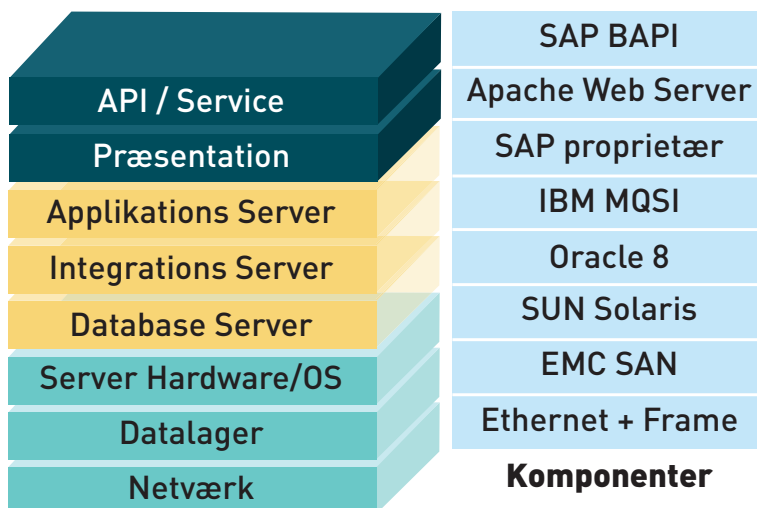 API / Service
Præsentation
Applikations Server
Integrations Server
Database Server
Server Hardware/OS
Datalager
Netværk
SAP BAPI
Apache Web Server
SAP proprietær
IBM MQSI
Oracle 8
SUN Solaris
EMC SAN
Ethernet + Frame
Komponenter